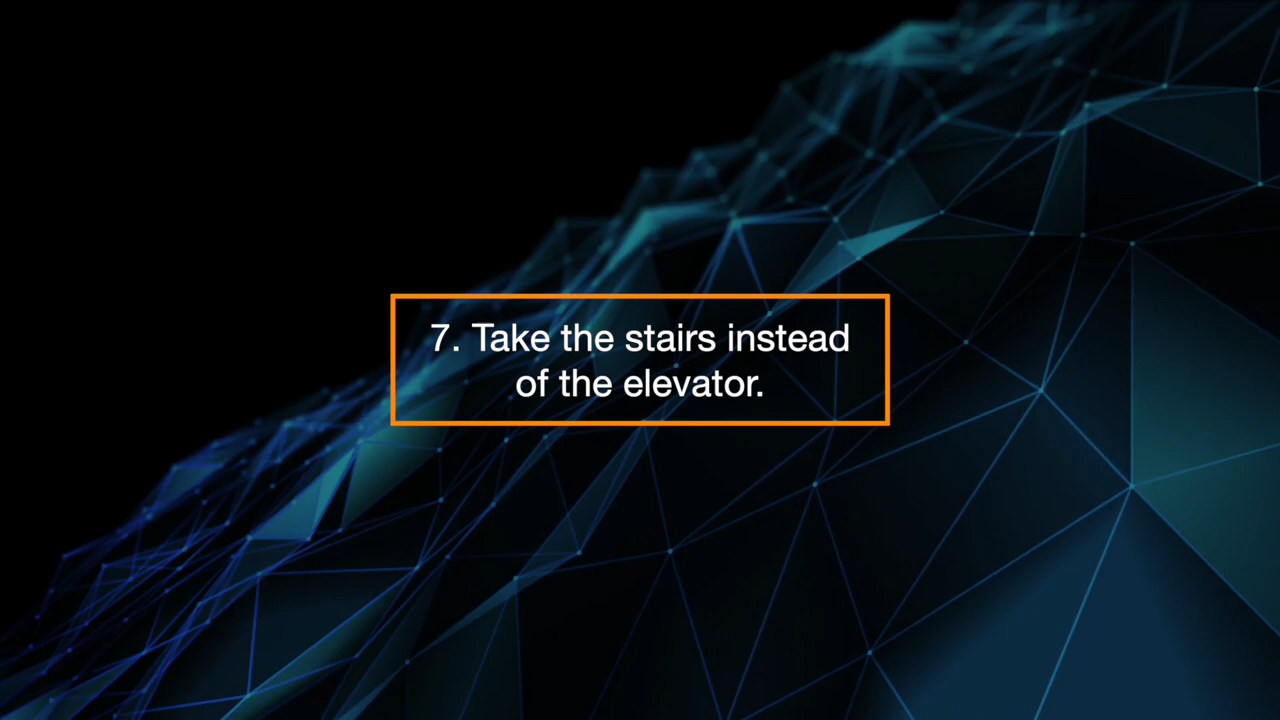 7. Take the stairs instead
of the elevator.